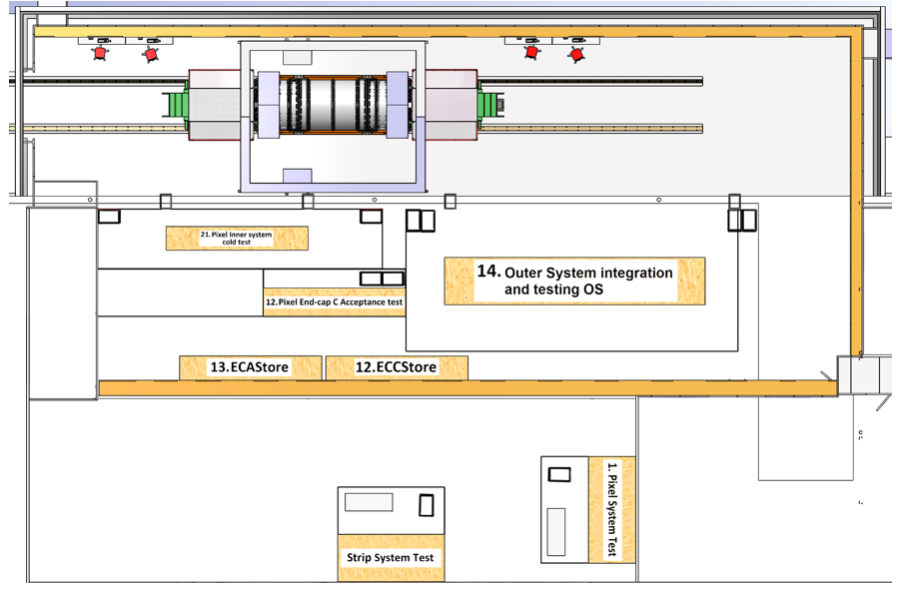 21. Pixel Inner system
cold test
14. Outer System integration
and testing OS
12.Pixel End-cap C Acceptance test
13.ECAStore
12.ECCStore
1. Pixel System Test
Strip System Test